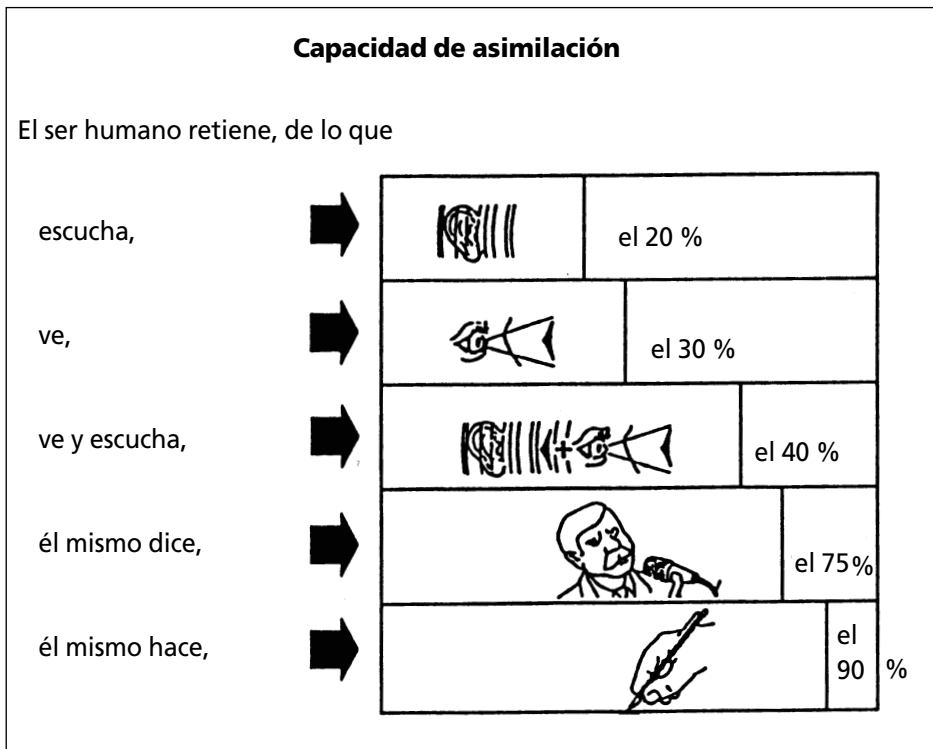 Capacidad de asimilación
El ser humano retiene, de lo que
escucha,
el 20 %
ve,
el 30 %
ve y escucha,
el 40 %
él mismo dice,
el 75%
él mismo hace,
el
90 %